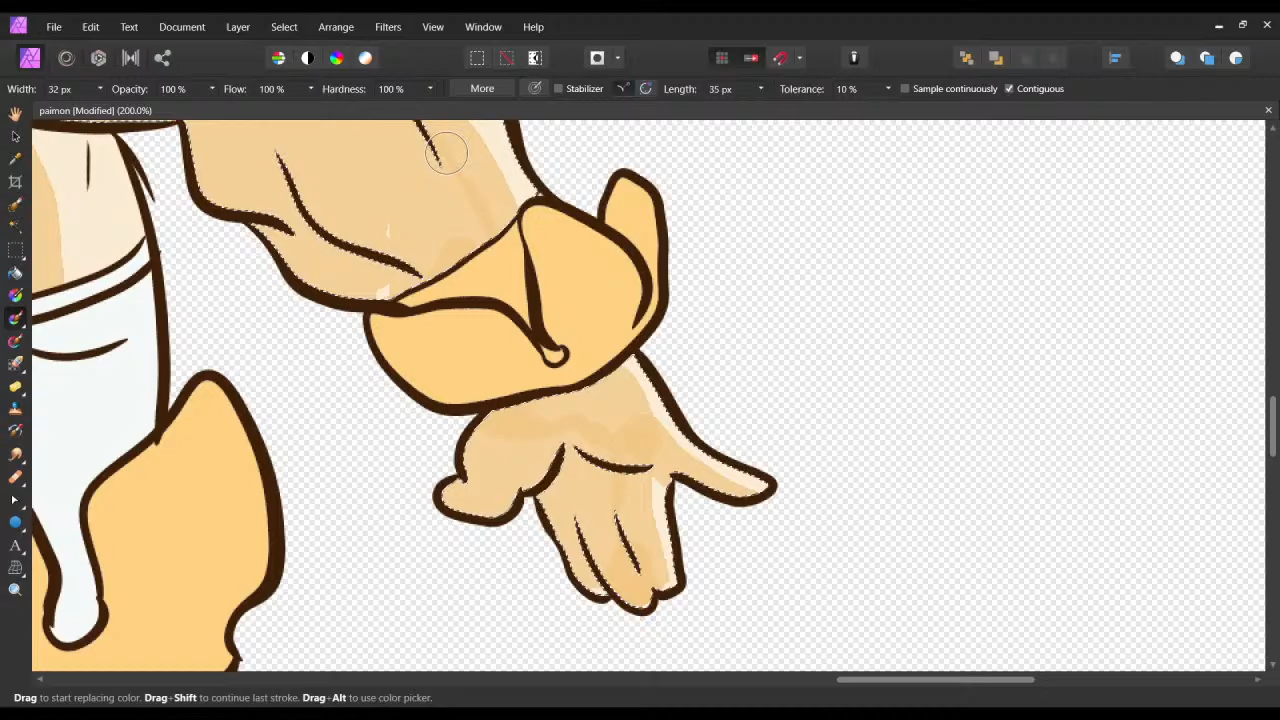 File Edit Text Document Layer Select Arrange Filters View Window Help
Width: 32 px Opacity: 100 % Flow: 100 % Hardness: 100 % More Stabilizer Length: 35 px Tolerance: 10 % Sample continuously Contiguous
paimon [Modified] (200.0%)
A
Drag to start replacing color. Drag+Shift to continue last stroke. Drag+Alt to use color picker.